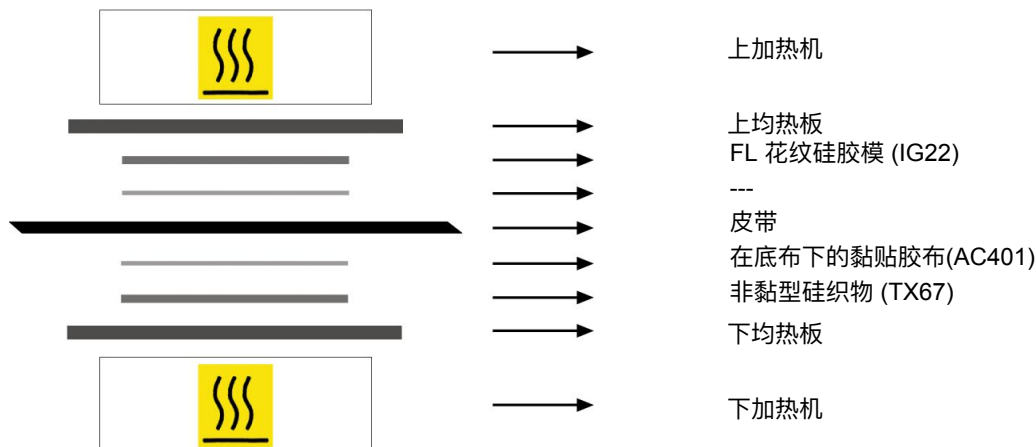 上加热机
上均热板
FL 花纹硅胶模 (IG22)
---
皮带
在底布下的黏贴胶布(AC401)
非黏型硅织物 (TX67)
下均热板
下加热机